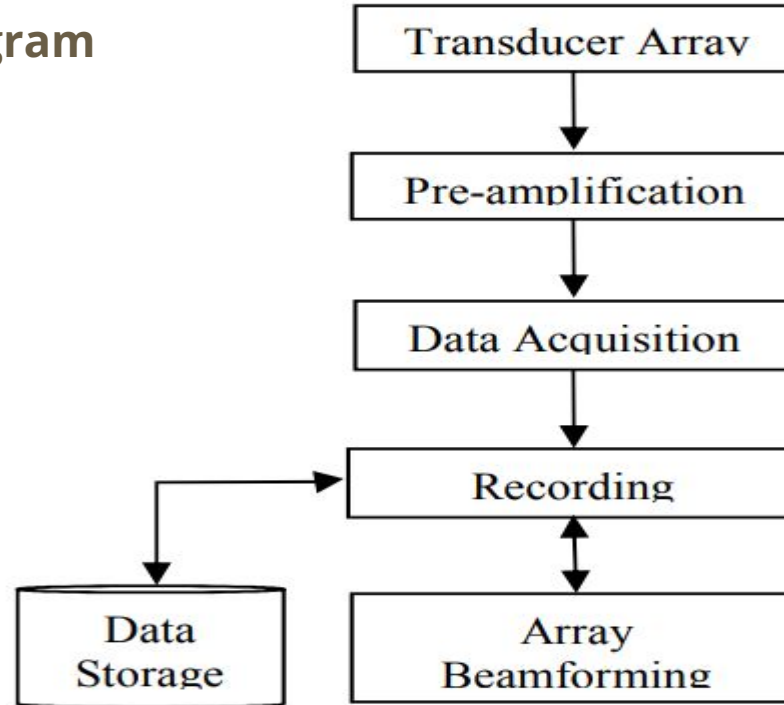 gram
Transducer Array
Pre-amplification
Data Acquisition
Recording
Data
Storage
Array
Beamforming